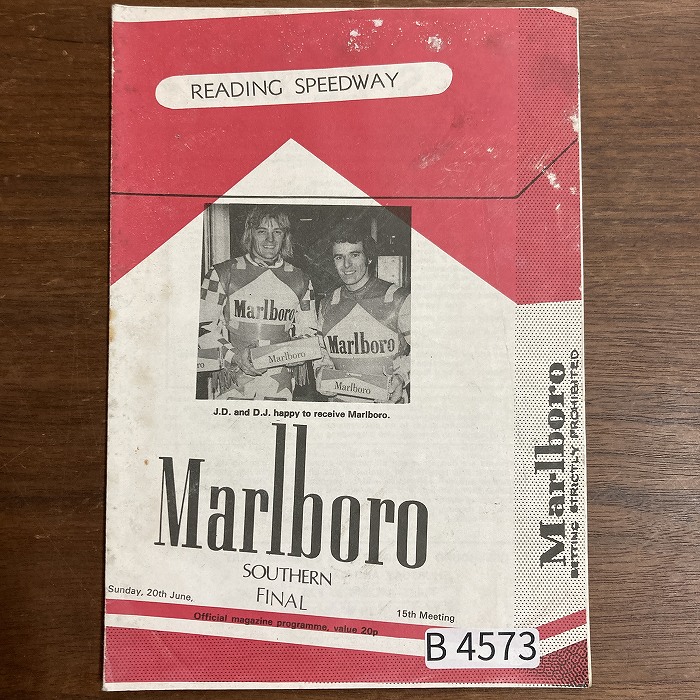 READING SPEEDWAY
Marlboro
Marlboro
Marlboro
Marlboro
J.D. and D.J. happy to receive Marlboro.
Marlboro
SOUTHERN
FINAL
Sunday, 20th June,
15th Meeting
Official magazine programme, value 20p
Marlboro
BETTING STRICTLY PROHIBITED
B 4573